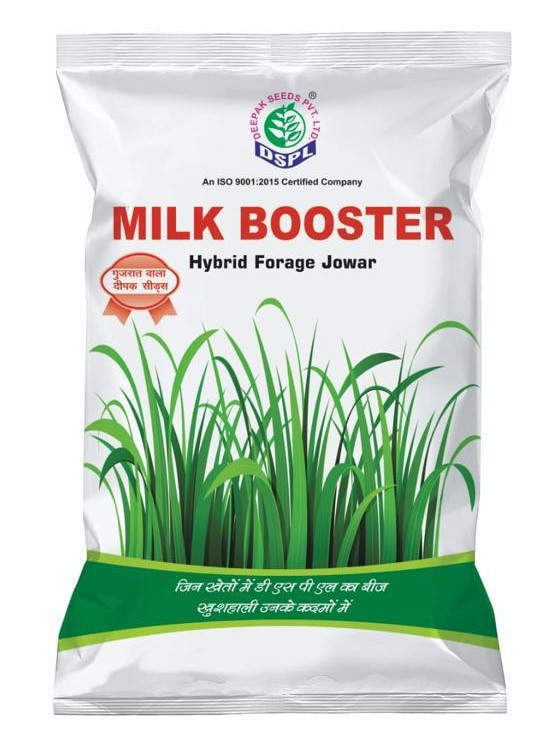 DEEPAK SEEDS PVT. LTD. ®
DSPL
An ISO 9001:2015 Certified Company
MILK BOOSTER
Hybrid Forage Jowar
गुजरात वाला
दीपक सीड्स
जिन खेतों में डी एस पी एल का बीज
खुशहाली उनके कदमों में